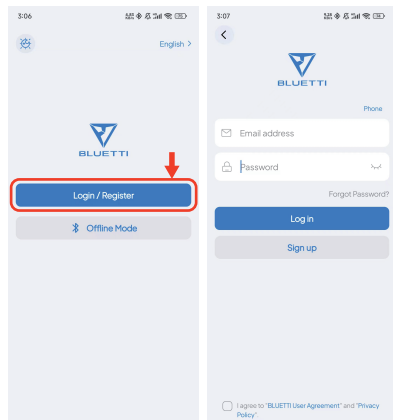 3:06
English >
BLUETTI
Login / Register
Offline Mode
3:07
BLUETTI
Phone
Email address
Password
Forgot Password?
Log in
Sign up
I agree to "BLUETTI User Agreement" and "Privacy
Policy".